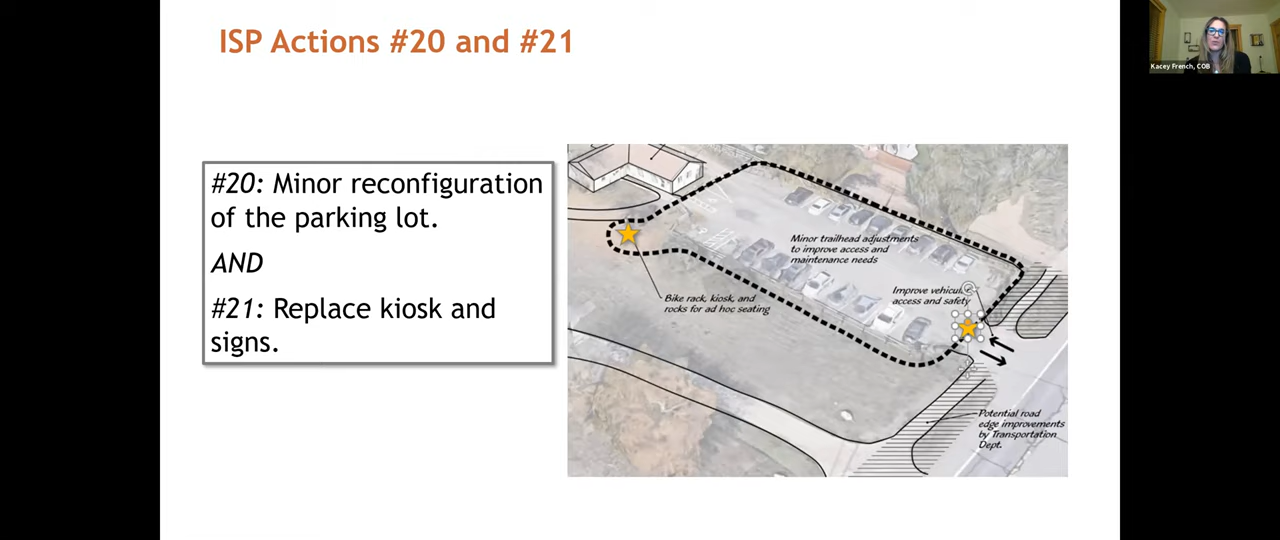 ISP Actions #20 and #21
Kacey French, COB
#20: Minor reconfiguration
of the parking lot.
AND
#21: Replace kiosk and
signs.
Minor trailhead adjustments
to improve access and
maintenance needs
Improve vehicul
access and safety
Bike rack, kiosk, and
rocks for ad hoc seating
Potential road
edge improvements
by Transportation
Dept.